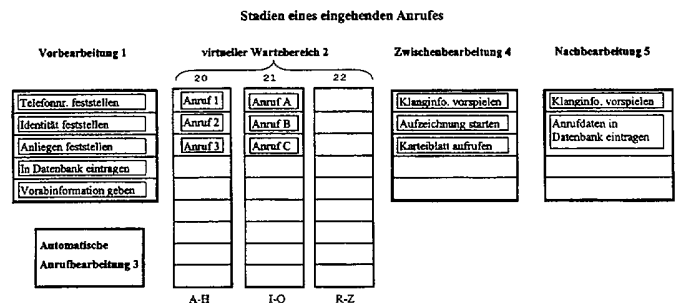 Stadien eines eingehenden Anrufes
Vorbearbeitung 1
Telefonnr. feststellen
Identität feststellen
Anliegen feststellen
In Datenbank eintragen
Vorabinformation geben
Automatische
Anrufbearbeitung 3
virtueller Wartebereich 2
20 21 22
Anruf 1 Anruf A
Anruf 2 Anruf B
Anruf 3 Anruf C
A-H I-O R-Z
Zwischenbearbeitung 4
Klanginfo. vorspielen
Aufzeichnung starten
Karteiblatt aufrufen
Nachbearbeitung 5
Klanginfo. vorspielen
Anrufdaten in
Datenbank eintragen